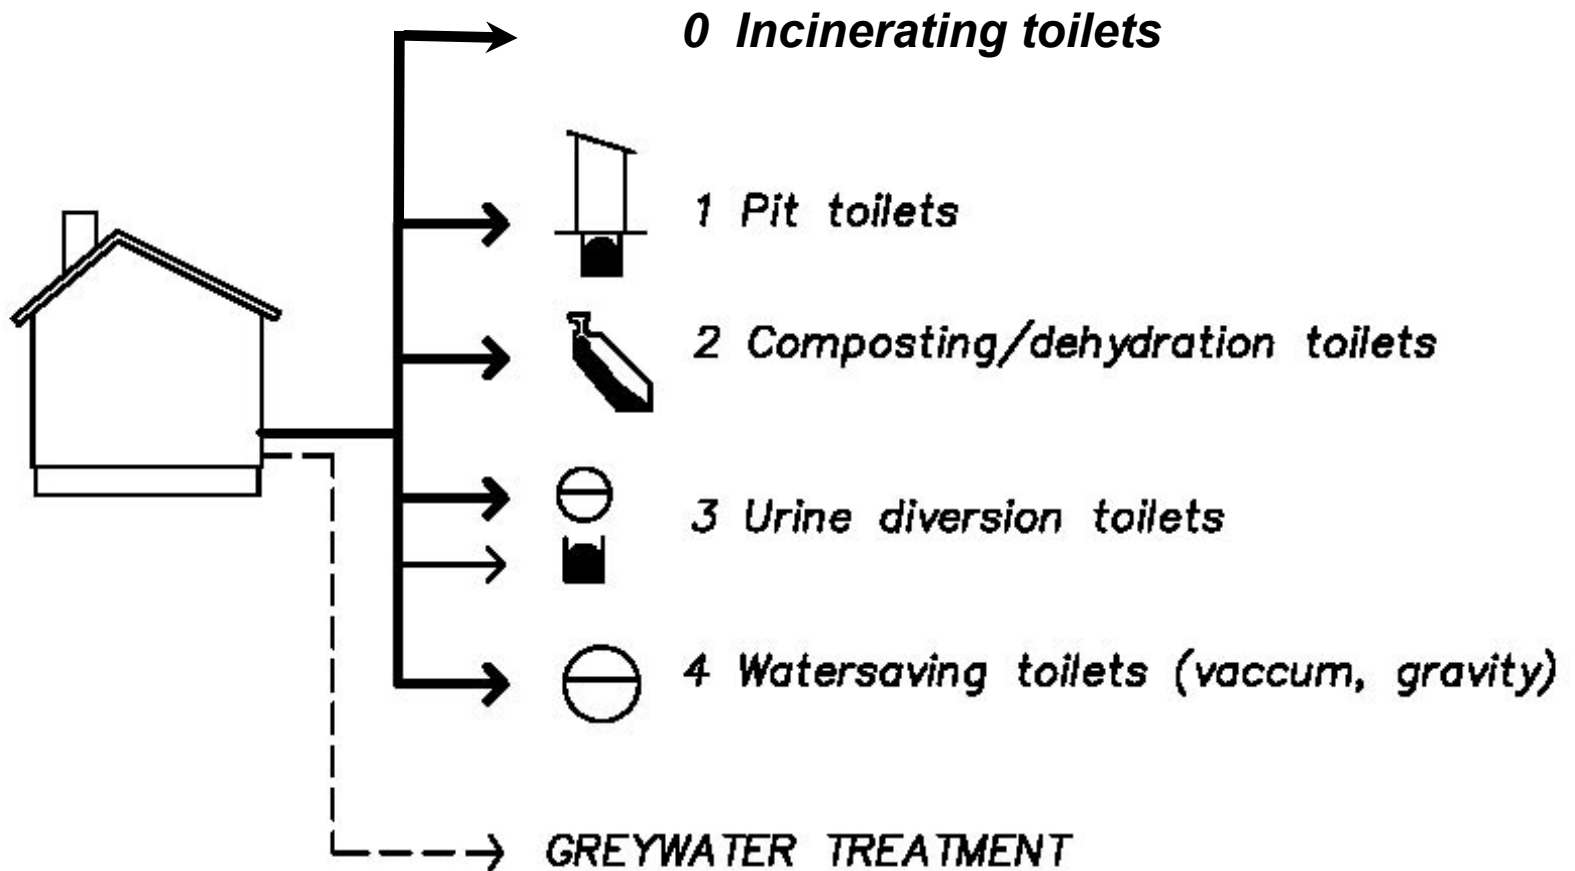 0 Incinerating toilets
1 Pit toilets
2 Composting/dehydration toilets
3 Urine diversion toilets
4 Watersaving toilets (vaccum, gravity)
GREYWATER TREATMENT